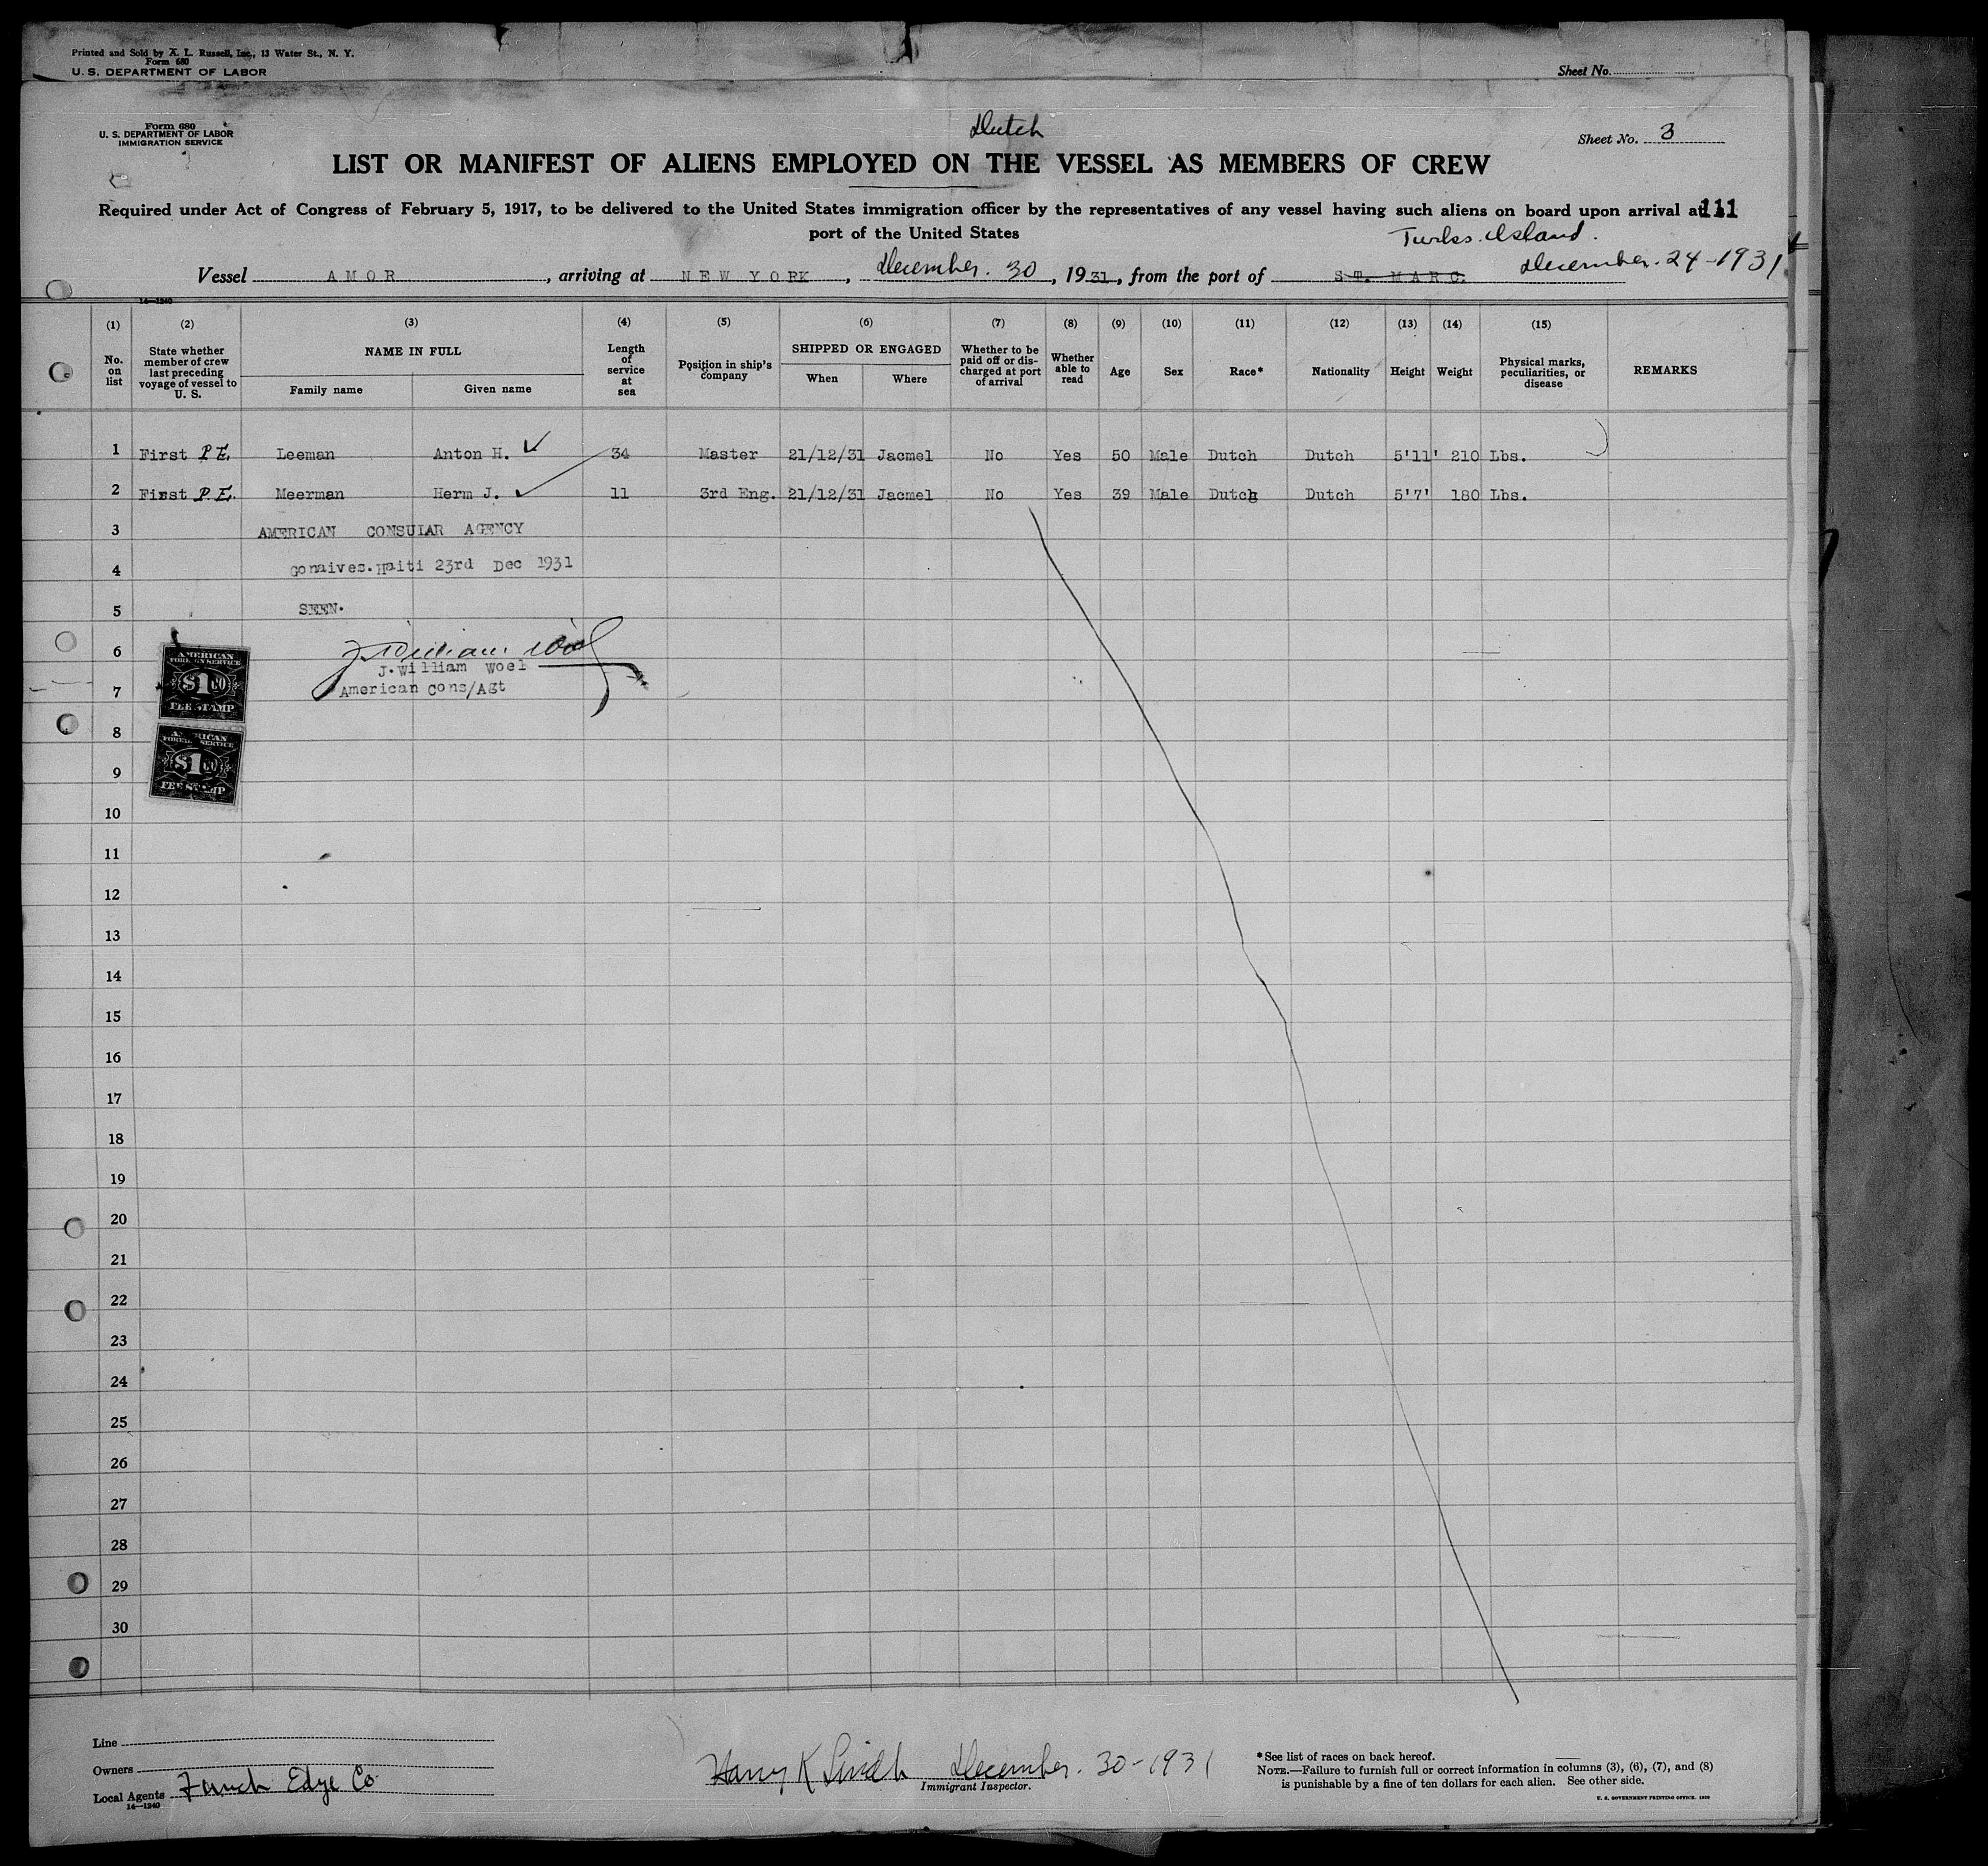 Printed and Sold by X. L. Russell, Inc., 13 Water St., N. Y.
Form 680
U. S. DEPARTMENT OF LABOR
Sheet No.
Form 680
U. S. DEPARTMENT OF LABOR
IMMIGRATION SERVICE
Dutch
Sheet No. 3
LIST OR MANIFEST OF ALIENS EMPLOYED ON THE VESSEL AS MEMBERS OF CREW
Required under Act of Congress of February 5, 1917, to be delivered to the United States immigration officer by the representatives of any vessel having such aliens on board upon arrival at 111
port of the United States
Turks Island.
Vessel AMOR, arriving at NEW YORK, December. 30, 1931, from the port of ST. MARC. December. 24-1931
14-1240
(1) (2) (3) (4) (5) (6) (7) (8) (9) (10) (11) (12) (13) (14) (15)
No. on list
State whether member of crew last preceding voyage of vessel to U. S.
NAME IN FULL
Family name
Given name
Length of service at sea
Position in ship's company
SHIPPED OR ENGAGED
When
Where
Whether to be paid off or discharged at port of arrival
Whether able to read
Age
Sex
Race*
Nationality
Height
Weight
Physical marks, peculiarities, or disease
REMARKS
1 First P.E. Leeman Anton H. 34 Master 21/12/31 Jacmel No Yes 50 Male Dutch Dutch 5'11' 210 Lbs.
2 First P.E. Meerman Herm J. 11 3rd Eng. 21/12/31 Jacmel No Yes 39 Male Dutch Dutch 5'7' 180 Lbs.
3 AMERICAN CONSULAR AGENCY
4 Gonaives.Haiti 23rd Dec 1931
5 SEEN.
6 J William Woel
J.William Woel
7 American Cons/Agt
AMERICAN
FOREIGN SERVICE
$1.00
FEE STAMP
8
AMERICAN
FOREIGN SERVICE
$1.00
FEE STAMP
9
10
11
12
13
14
15
16
17
18
19
20
21
22
23
24
25
26
27
28
29
30
Line
Owners
Local Agents Funch Edye Co.
14-1240
Harry K Smith December. 30-1931
Immigrant Inspector.
*See list of races on back hereof.
NOTE.—Failure to furnish full or correct information in columns (3), (6), (7), and (8)
is punishable by a fine of ten dollars for each alien. See other side.
U. S. GOVERNMENT PRINTING OFFICE. 1929